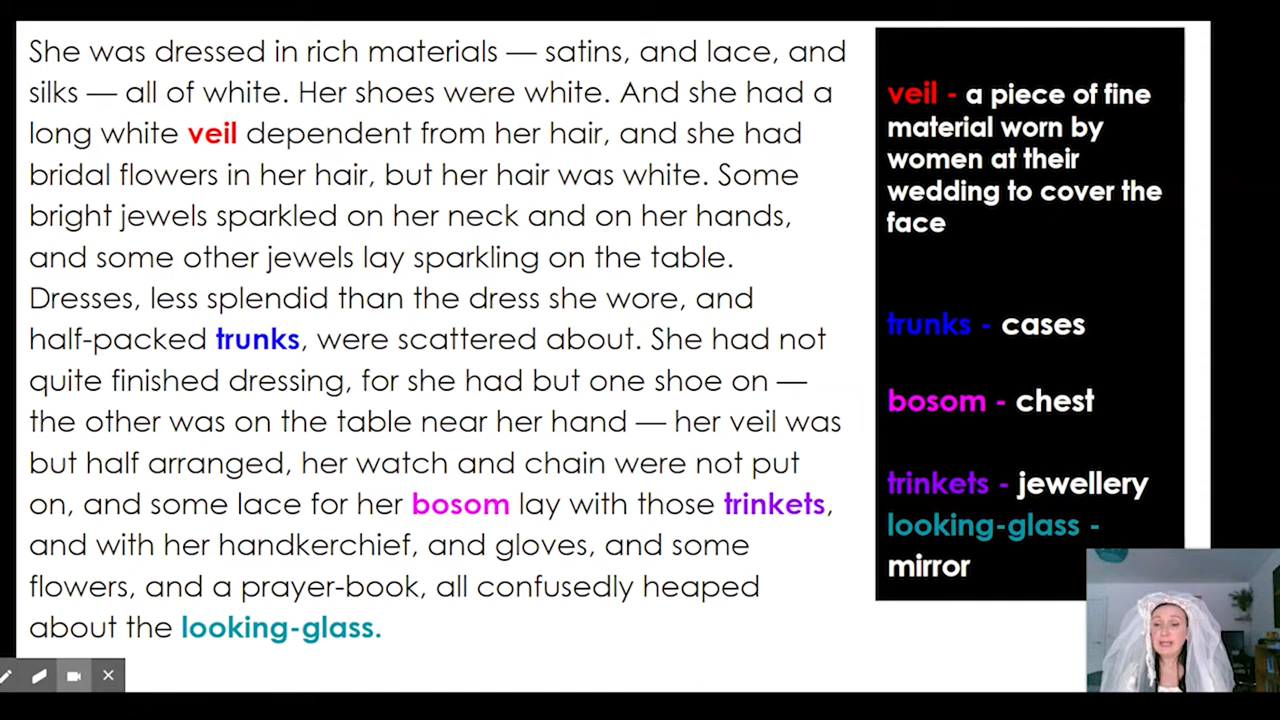 She was dressed in rich materials — satins, and lace, and
silks — all of white. Her shoes were white. And she had a
long white veil dependent from her hair, and she had
bridal flowers in her hair, but her hair was white. Some
bright jewels sparkled on her neck and on her hands,
and some other jewels lay sparkling on the table.
Dresses, less splendid than the dress she wore, and
half-packed trunks, were scattered about. She had not
quite finished dressing, for she had but one shoe on —
the other was on the table near her hand — her veil was
but half arranged, her watch and chain were not put
on, and some lace for her bosom lay with those trinkets,
and with her handkerchief, and gloves, and some
flowers, and a prayer-book, all confusedly heaped
about the looking-glass.
veil - a piece of fine
material worn by
women at their
wedding to cover the
face
trunks - cases
bosom - chest
trinkets - jewellery
looking-glass -
mirror